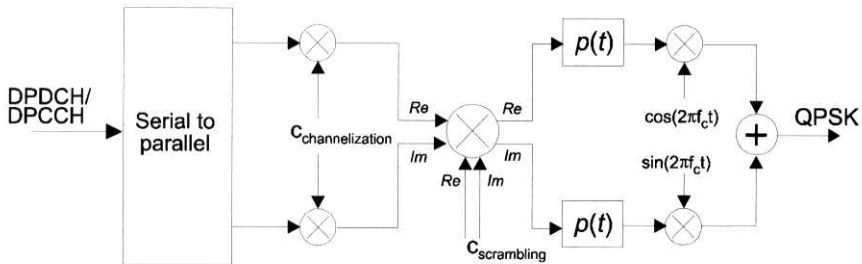 DPDCH/
DPCCH
Serial to
parallel
C_channelization
Re
Im
Re
Im
C_scrambling
Re
Im
p(t)
p(t)
cos(2πf_ct)
sin(2πf_ct)
+
QPSK